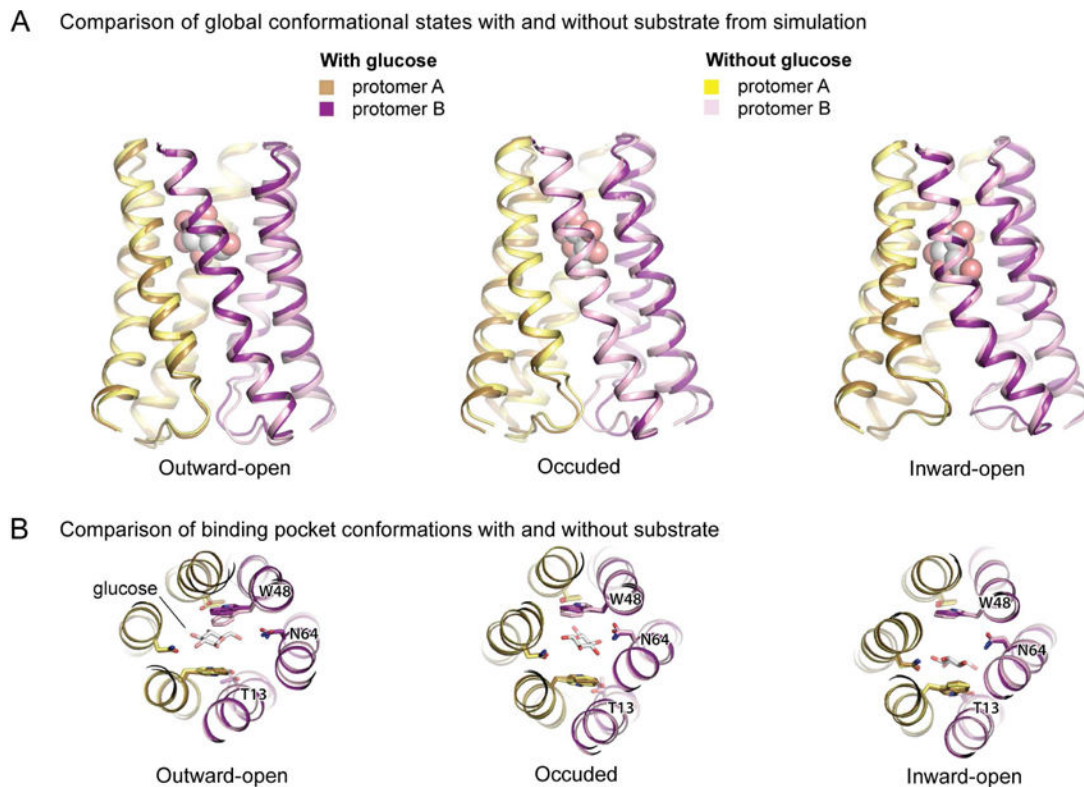 A Comparison of global conformational states with and without substrate from simulation
With glucose Without glucose
protomer A protomer A
protomer B protomer B
Outward-open Occuded Inward-open
B Comparison of binding pocket conformations with and without substrate
glucose
W48 W48 W48
N64 N64 N64
T13 T13 T13
Outward-open Occuded Inward-open